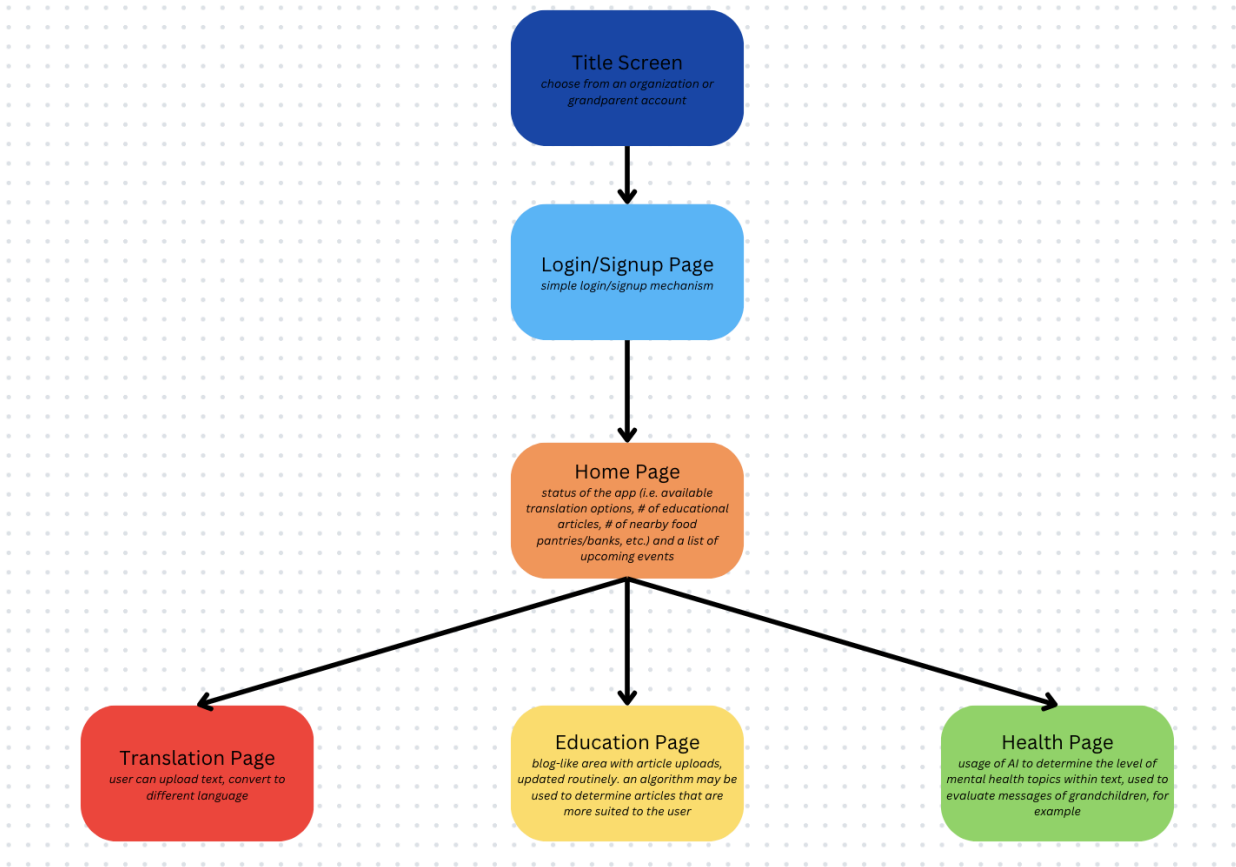 Title Screen
choose from an organization or
grandparent account
Login/Signup Page
simple login/signup mechanism
Home Page
status of the app (i.e. available
translation options, # of educational
articles, # of nearby food
pantries/banks, etc.) and a list of
upcoming events
Translation Page
user can upload text, convert to
different language
Education Page
blog-like area with article uploads,
updated routinely. an algorithm may be
used to determine articles that are
more suited to the user
Health Page
usage of AI to determine the level of
mental health topics within text, used to
evaluate messages of grandchildren, for
example